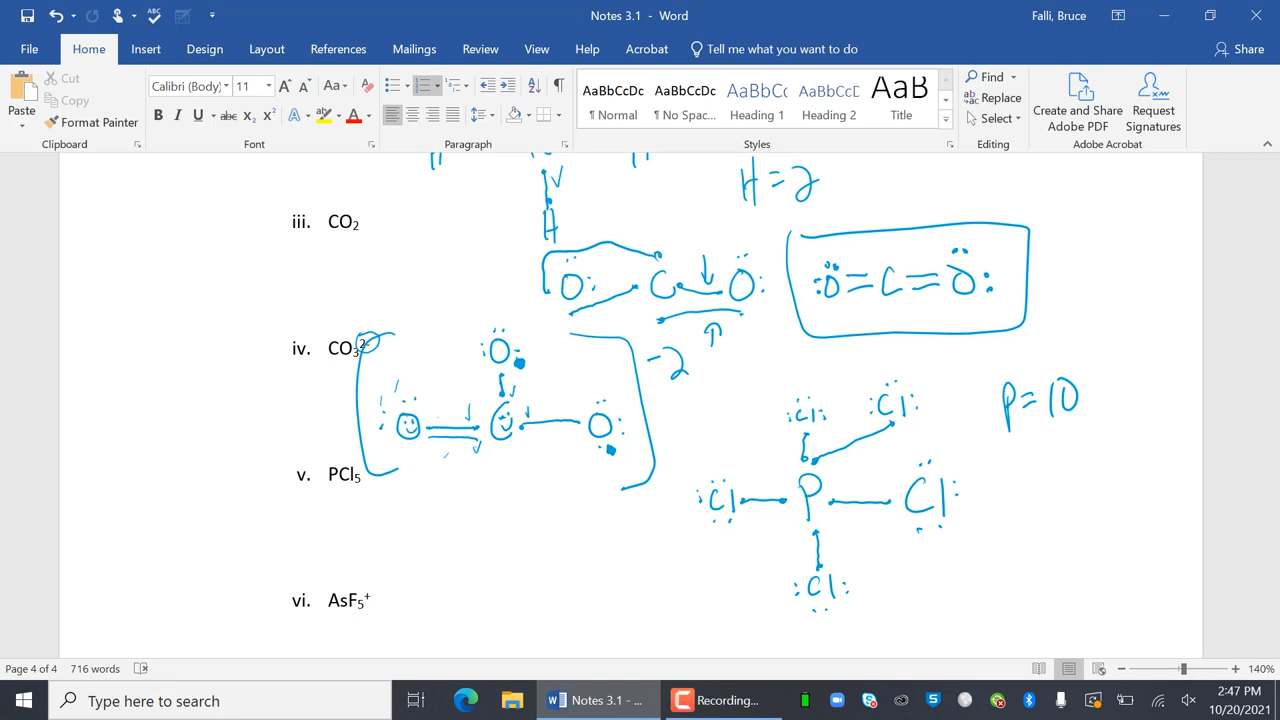 Notes 3.1 - Word
Falli, Bruce
File Home Insert Design Layout References Mailings Review View Help Acrobat Tell me what you want to do Share
Paste Cut Copy Format Painter
Calibri (Body) 11
AaBbCcDc AaBbCcDc AaBbCc AaBbCcD AaB
¶ Normal ¶ No Spac... Heading 1 Heading 2 Title
Find Replace Select
Create and Share Adobe PDF
Request Signatures
Clipboard Font Paragraph Styles Editing Adobe Acrobat
H H
H = 2
H
iii. CO₂
O C O
O = C = O
iv. CO₃²⁻
O
O C O
-2
P = 10
v. PCl₅
Cl Cl
Cl P Cl
Cl
vi. AsF₅⁺
Page 4 of 4 716 words 140%
Type here to search
Notes 3.1 - ... Recording...
2:47 PM
10/20/2021